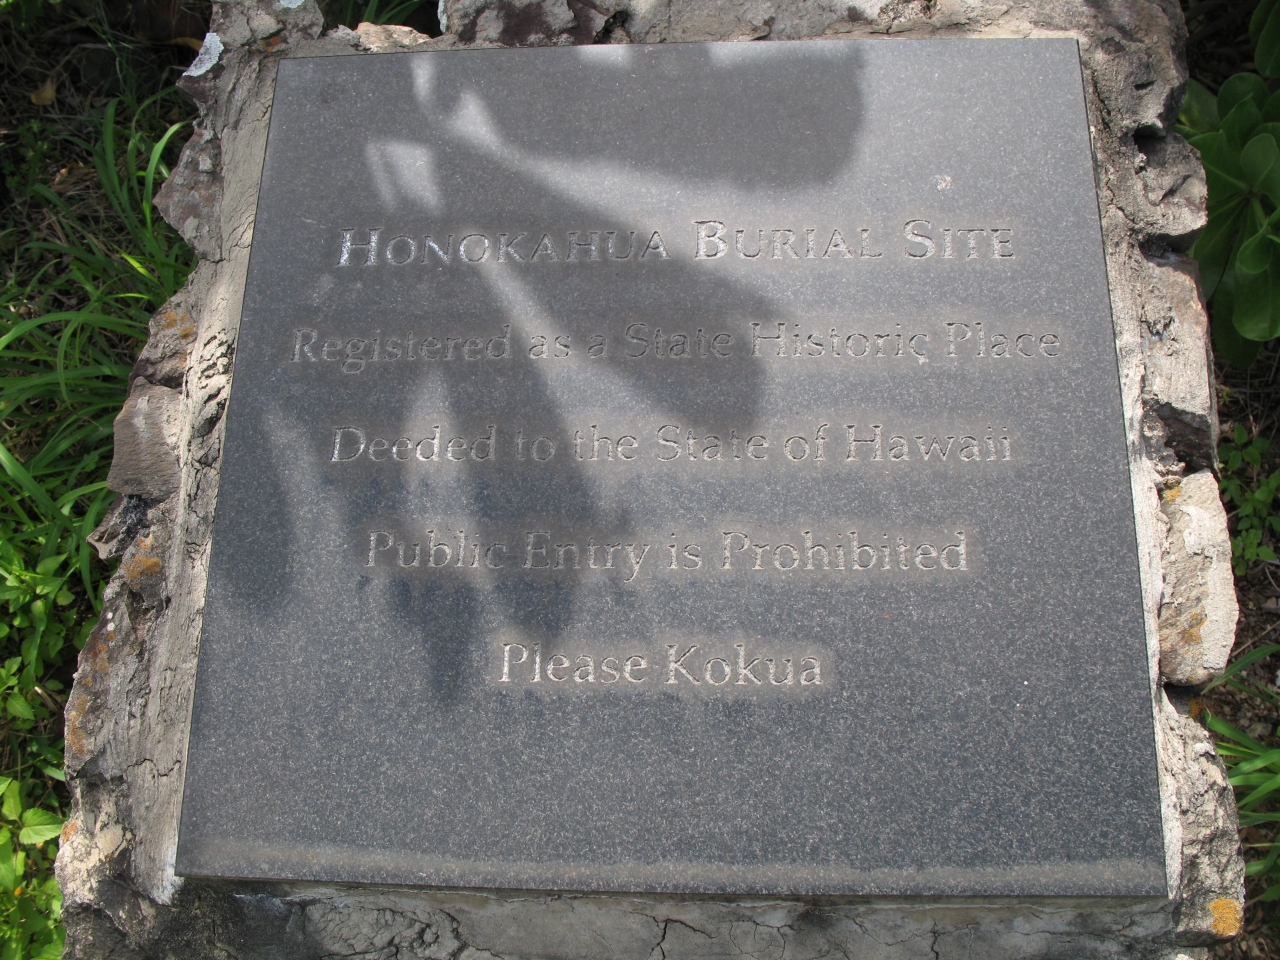 Honokahua Burial Site
Registered as a State Historic Place
Deeded to the State of Hawaii
Public Entry is Prohibited
Please Kokua